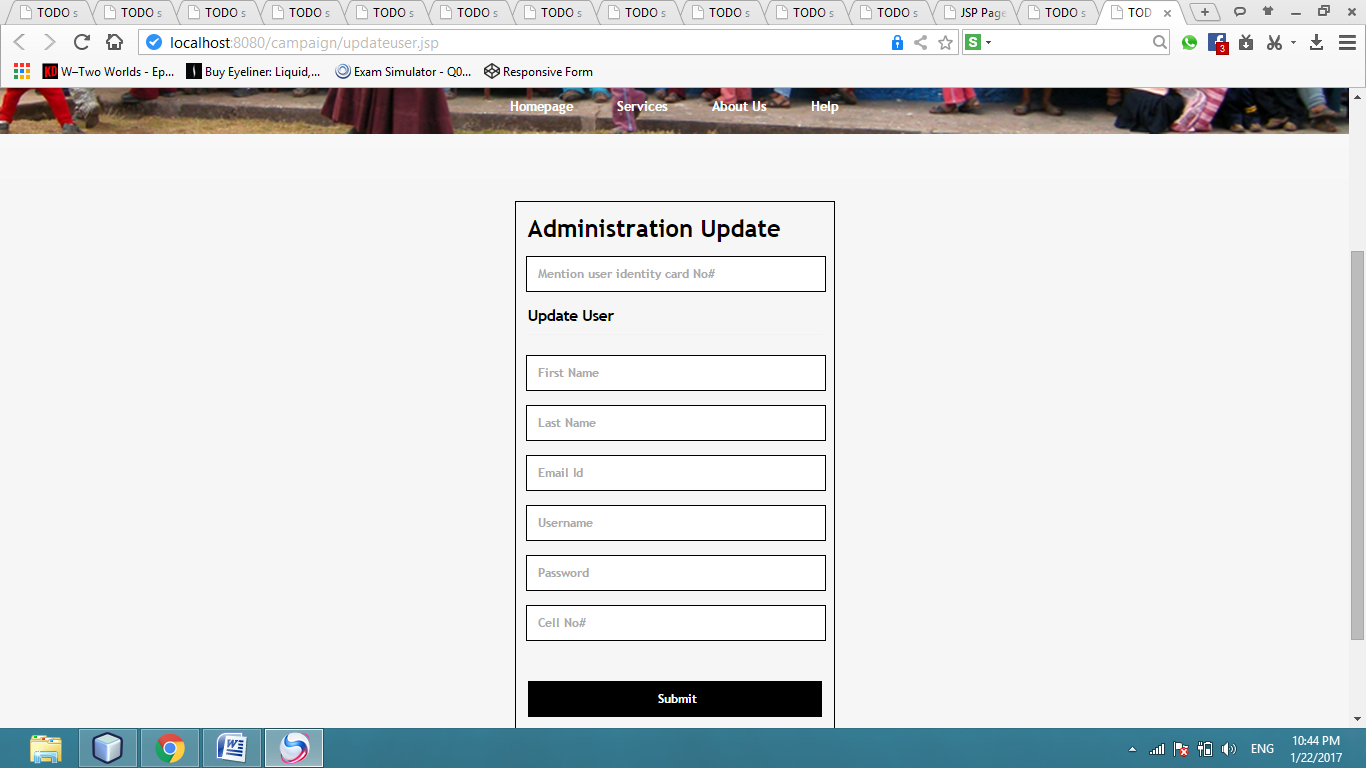 TODO s TODO s TODO s TODO s TODO s TODO s TODO s TODO s TODO s TODO s TODO s JSP Page TODO s TOD
localhost:8080/campaign/updateuser.jsp
S
3
KD W–Two Worlds - Ep... Buy Eyeliner: Liquid,... Exam Simulator - Q0... Responsive Form
Homepage Services About Us Help
Administration Update
Mention user identity card No#
Update User
First Name
Last Name
Email Id
Username
Password
Cell No#
Submit
ENG
10:44 PM
1/22/2017